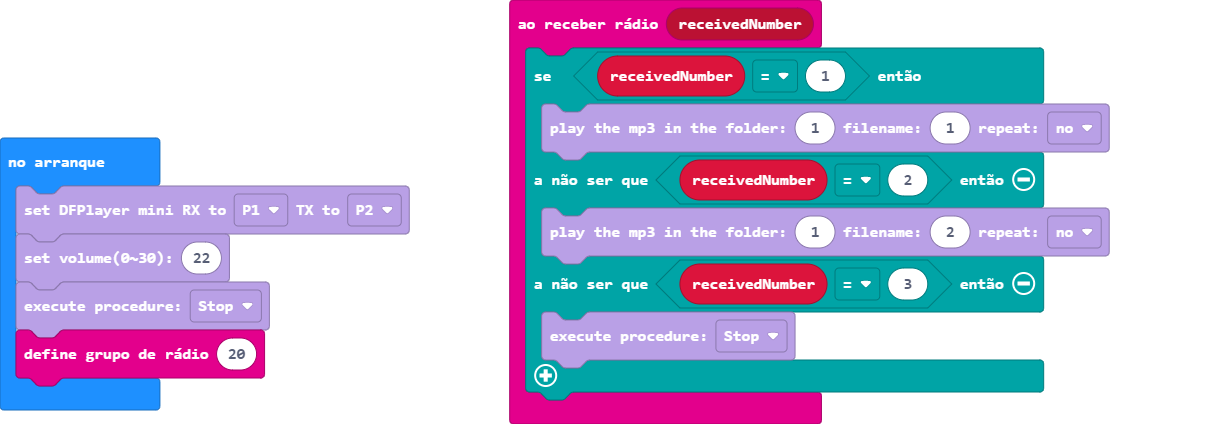 no arranque
set DFPlayer mini RX to P1 TX to P2
set volume(0~30): 22
execute procedure: Stop
define grupo de rádio 20
ao receber rádio receivedNumber
se receivedNumber = 1 então
play the mp3 in the folder: 1 filename: 1 repeat: no
a não ser que receivedNumber = 2 então
play the mp3 in the folder: 1 filename: 2 repeat: no
a não ser que receivedNumber = 3 então
execute procedure: Stop